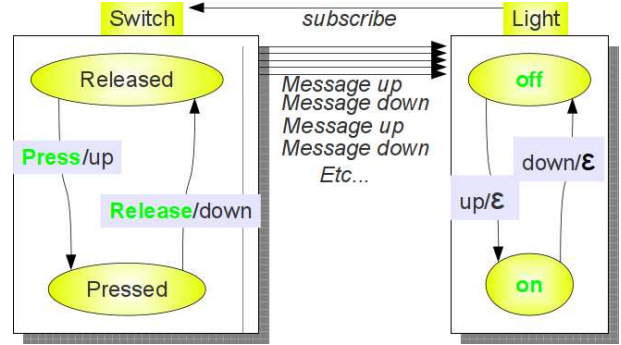 Switch
subscribe
Light
Released
Message up
Message down
Message up
Message down
Etc...
off
Press/up
Release/down
down/ε
up/ε
Pressed
on